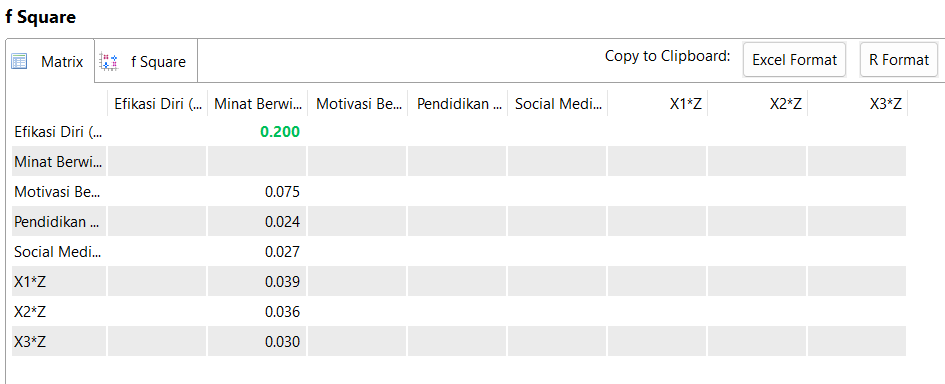 f Square
Matrix f Square Copy to Clipboard: Excel Format R Format
Efikasi Diri (... Minat Berwi... Motivasi Be... Pendidikan ... Social Medi... X1*Z X2*Z X3*Z
Efikasi Diri (... 0.200
Minat Berwi...
Motivasi Be... 0.075
Pendidikan ... 0.024
Social Medi... 0.027
X1*Z 0.039
X2*Z 0.036
X3*Z 0.030